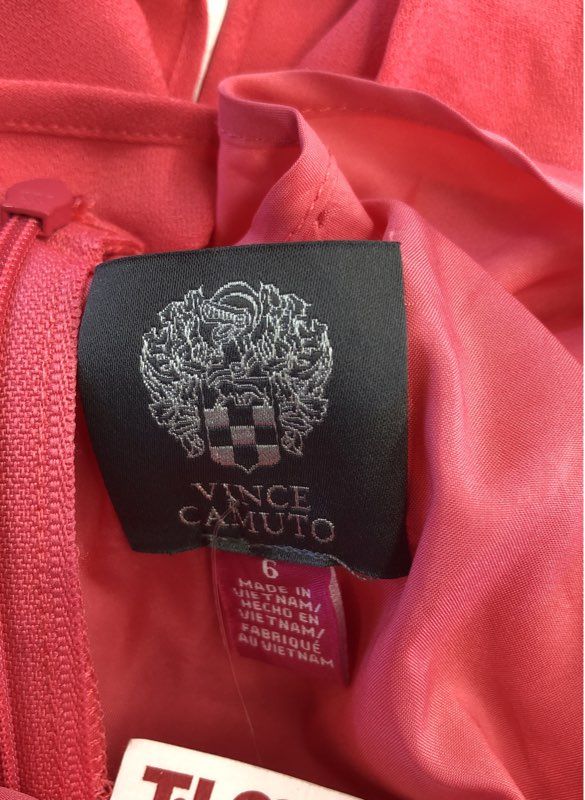 VINCE
CAMUTO
6
MADE IN
VIETNAM/
HECHO EN
VIETNAM/
FABRIQUÉ
AU VIETNAM